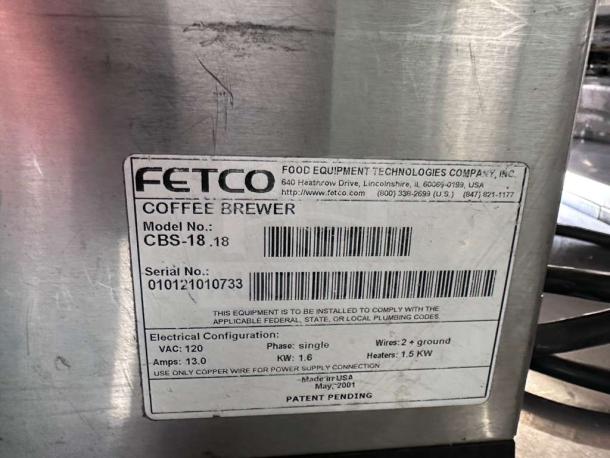 FETCO
FOOD EQUIPMENT TECHNOLOGIES COMPANY, INC.
640 Heathrow Drive, Lincolnshire, IL 60069-0199, USA
http://www.fetco.com (800) 338-2699 (U.S.) (847) 821-1177
COFFEE BREWER
Model No.:
CBS-18 .18
Serial No.:
010121010733
THIS EQUIPMENT IS TO BE INSTALLED TO COMPLY WITH THE
APPLICABLE FEDERAL, STATE, OR LOCAL PLUMBING CODES.
Electrical Configuration:
VAC: 120 Phase: single Wires: 2 + ground
Amps: 13.0 KW: 1.6 Heaters: 1.5 KW
USE ONLY COPPER WIRE FOR POWER SUPPLY CONNECTION
Made in USA
May, 2001
PATENT PENDING